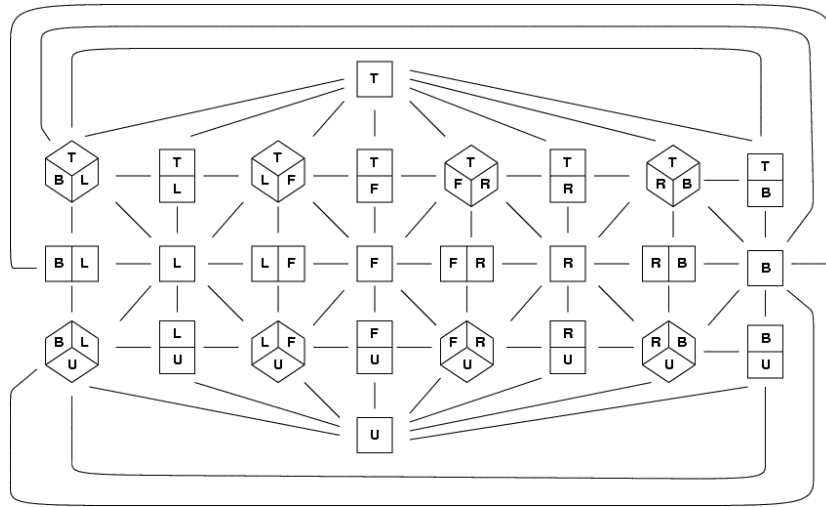 T
T B L
T L
T L F
T F
T F R
T R
T R B
T B
B L
L
L F
F
F R
R
R B
B
B L U
L U
L F U
F U
F R U
R U
R B U
B U
U